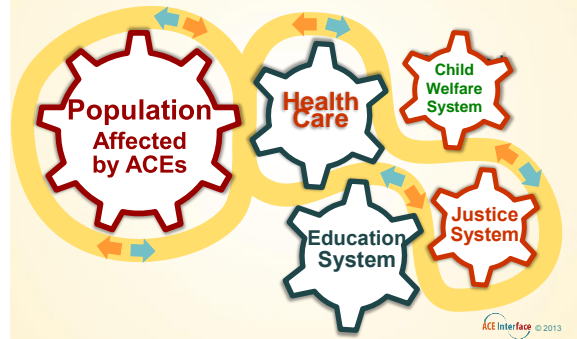 Population
Affected
by ACEs
Health
Care
Child
Welfare
System
Education
System
Justice
System
ACE Interface © 2013